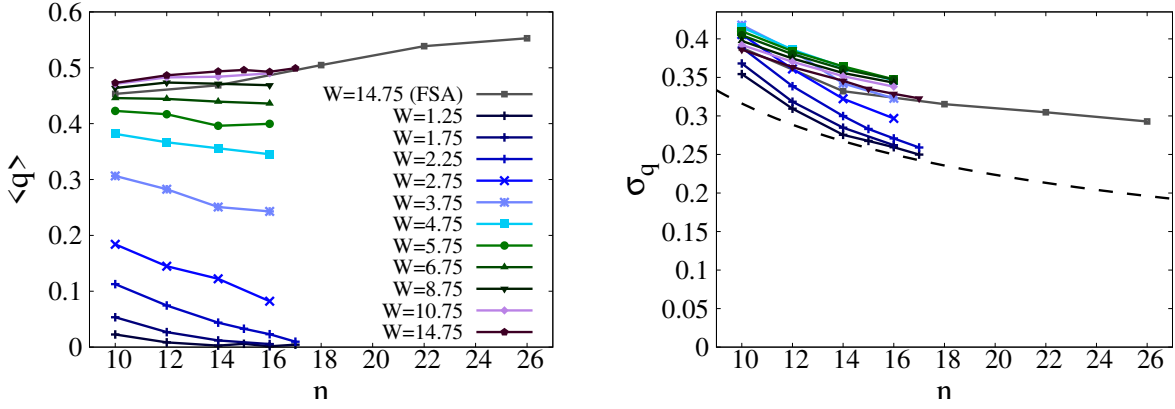 0.6
0.5
0.4
0.3
0.2
0.1
0
<q>
10 12 14 16 18 20 22 24 26
n
W=14.75 (FSA)
W=1.25
W=1.75
W=2.25
W=2.75
W=3.75
W=4.75
W=5.75
W=6.75
W=8.75
W=10.75
W=14.75
0.4
0.35
0.3
0.25
0.2
0.15
0.1
0.05
0
σq
10 12 14 16 18 20 22 24 26
n